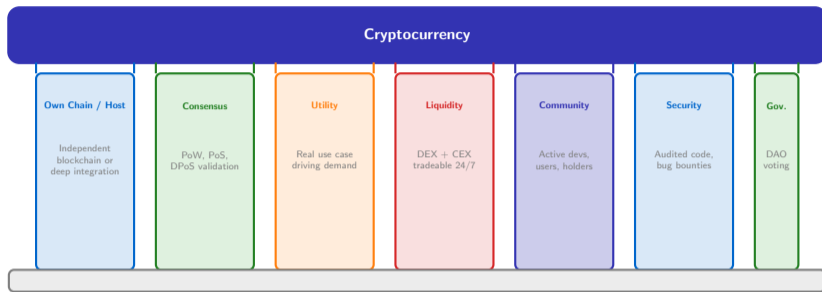 Cryptocurrency
Own Chain / Host
Independent
blockchain or
deep integration
Consensus
PoW, PoS,
DPoS validation
Utility
Real use case
driving demand
Liquidity
DEX + CEX
tradeable 24/7
Community
Active devs,
users, holders
Security
Audited code,
bug bounties
Gov.
DAO
voting